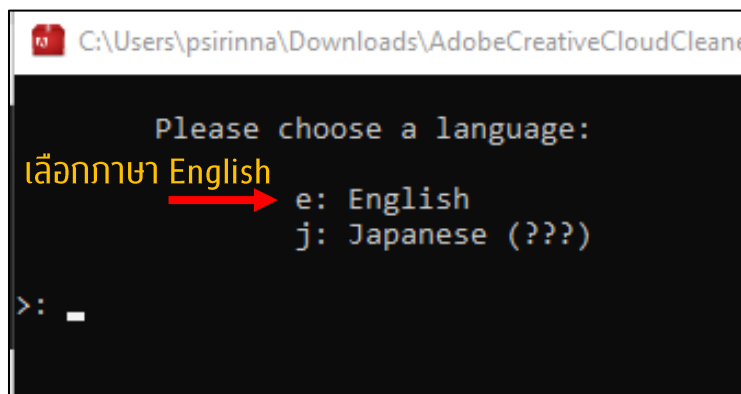 C:\Users\psirinna\Downloads\AdobeCreativeCloudCleane
Please choose a language:
เลือกภาษา English
e: English
j: Japanese (???)
>: _